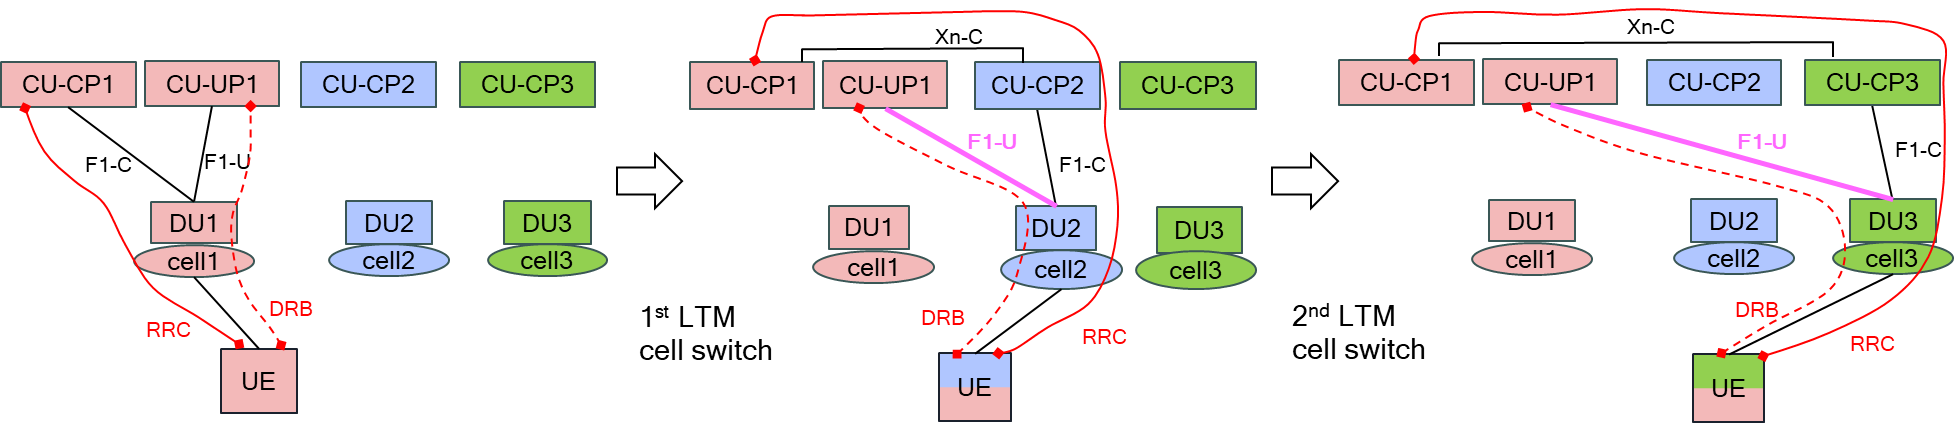 CU-CP1
CU-UP1
CU-CP2
CU-CP3
F1-C
F1-U
DU1
cell1
DU2
cell2
DU3
cell3
RRC
DRB
UE
1st LTM
cell switch
Xn-C
CU-CP1
CU-UP1
CU-CP2
CU-CP3
F1-U
F1-C
DU1
cell1
DU2
cell2
DU3
cell3
DRB
RRC
UE
2nd LTM
cell switch
Xn-C
CU-CP1
CU-UP1
CU-CP2
CU-CP3
F1-U
F1-C
DU1
cell1
DU2
cell2
DU3
cell3
DRB
RRC
UE